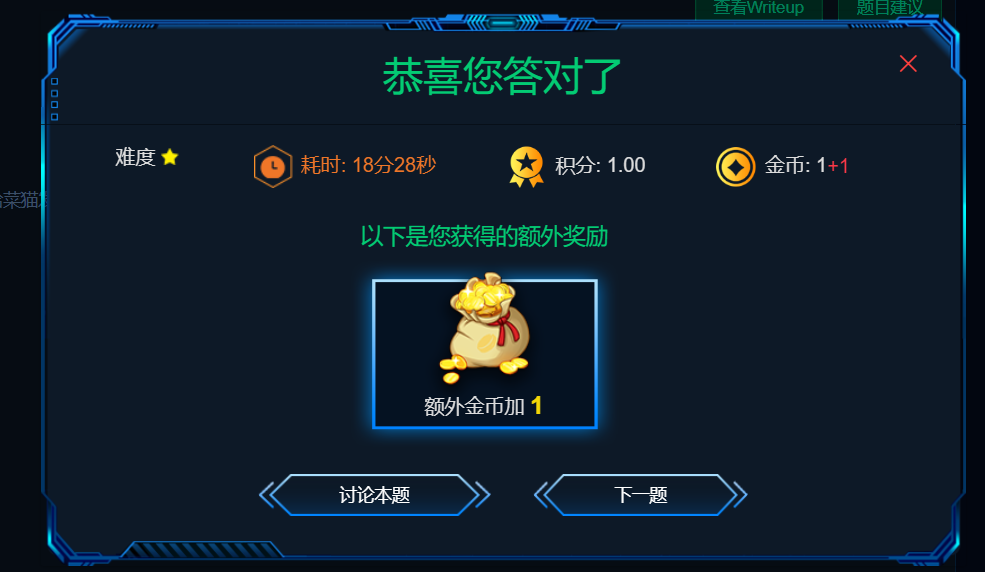 查看Writeup 题目建议
恭喜您答对了
难度 耗时: 18分28秒 积分: 1.00 金币: 1+1
菜猫
以下是您获得的额外奖励
额外金币加 1
讨论本题 下一题